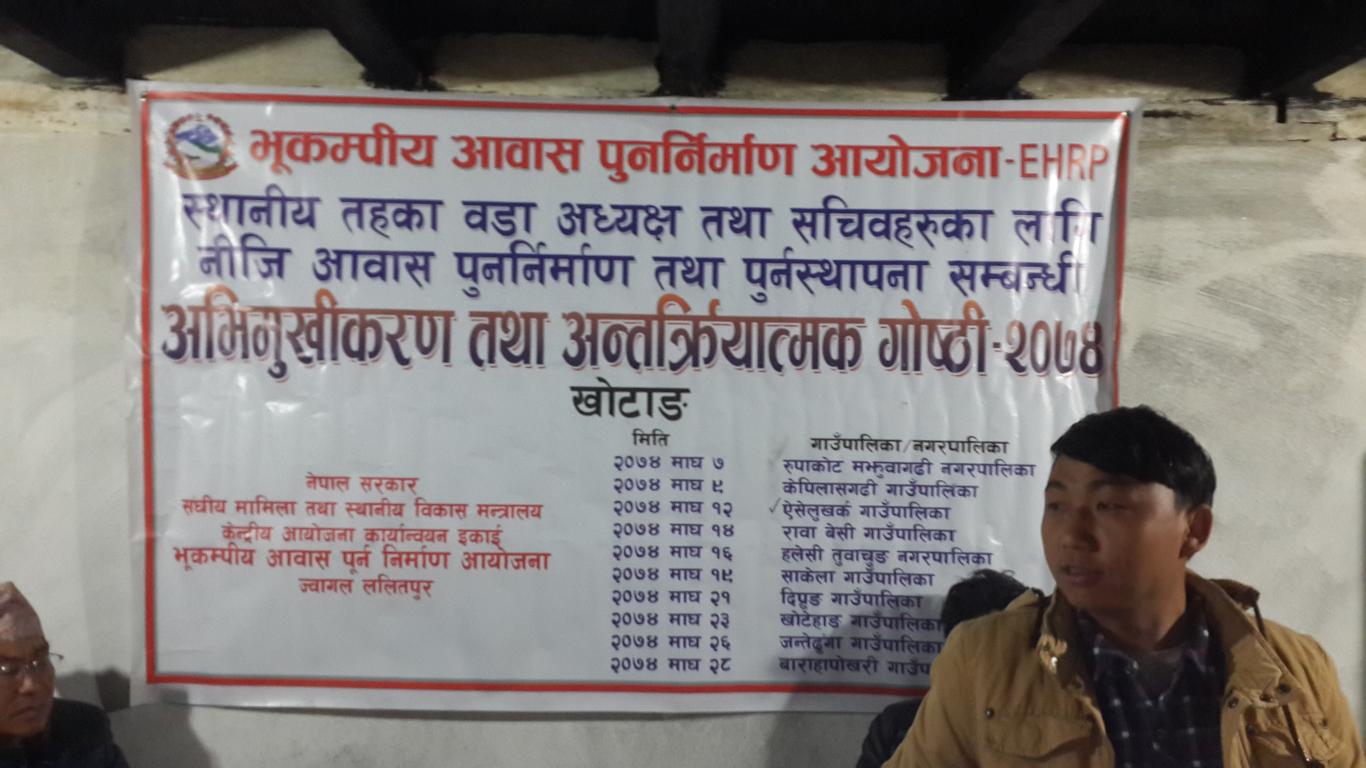 भूकम्पीय आवास पुनर्निर्माण आयोजना-EHRP
स्थानीय तहका वडा अध्यक्ष तथा सचिवहरुका लागि
नीजि आवास पुनर्निर्माण तथा पुर्नस्थापना सम्बन्धी
अभिमुखीकरण तथा अन्तर्क्रियात्मक गोष्ठी-२०७४
खोटाङ
नेपाल सरकार
संघीय मामिला तथा स्थानीय विकास मन्त्रालय
केन्द्रीय आयोजना कार्यान्वयन इकाई
भूकम्पीय आवास पूर्न निर्माण आयोजना
ज्वागल ललितपुर
मिति गाउँपालिका/नगरपालिका
२०७४ माघ ७ रुपाकोट मझुवागढी नगरपालिका
२०७४ माघ ९ केपिलासगढी गाउँपालिका
२०७४ माघ १२ ऐसेलुखर्क गाउँपालिका
२०७४ माघ १४ रावा बेसी गाउँपालिका
२०७४ माघ १६ हलेसी तुवाचुङ नगरपालिका
२०७४ माघ १९ साकेला गाउँपालिका
२०७४ माघ २१ दिप्रुङ गाउँपालिका
२०७४ माघ २३ खोटेहाङ गाउँपालिका
२०७४ माघ २६ जन्तेढुंगा गाउँपालिका
२०७४ माघ २८ बाराहापोखरी गाउँप